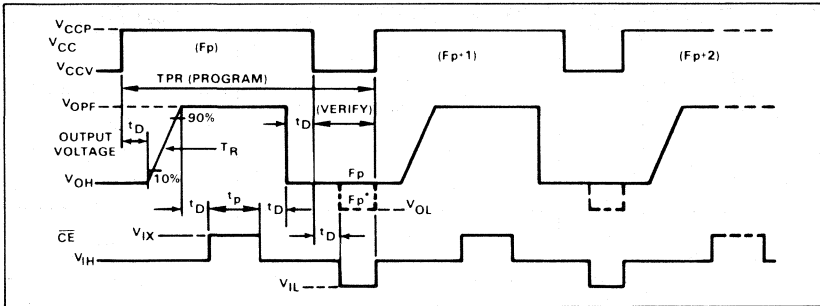 VCCP
VCC
(Fp)
(Fp+1)
(Fp+2)
VCCV
TPR (PROGRAM)
VOPF
90%
tD
tD
(VERIFY)
OUTPUT
VOLTAGE
TR
10%
Fp
VOH
Fp*
VOL
tD
tp
tD
tD
CE
VIX
VIH
VIL